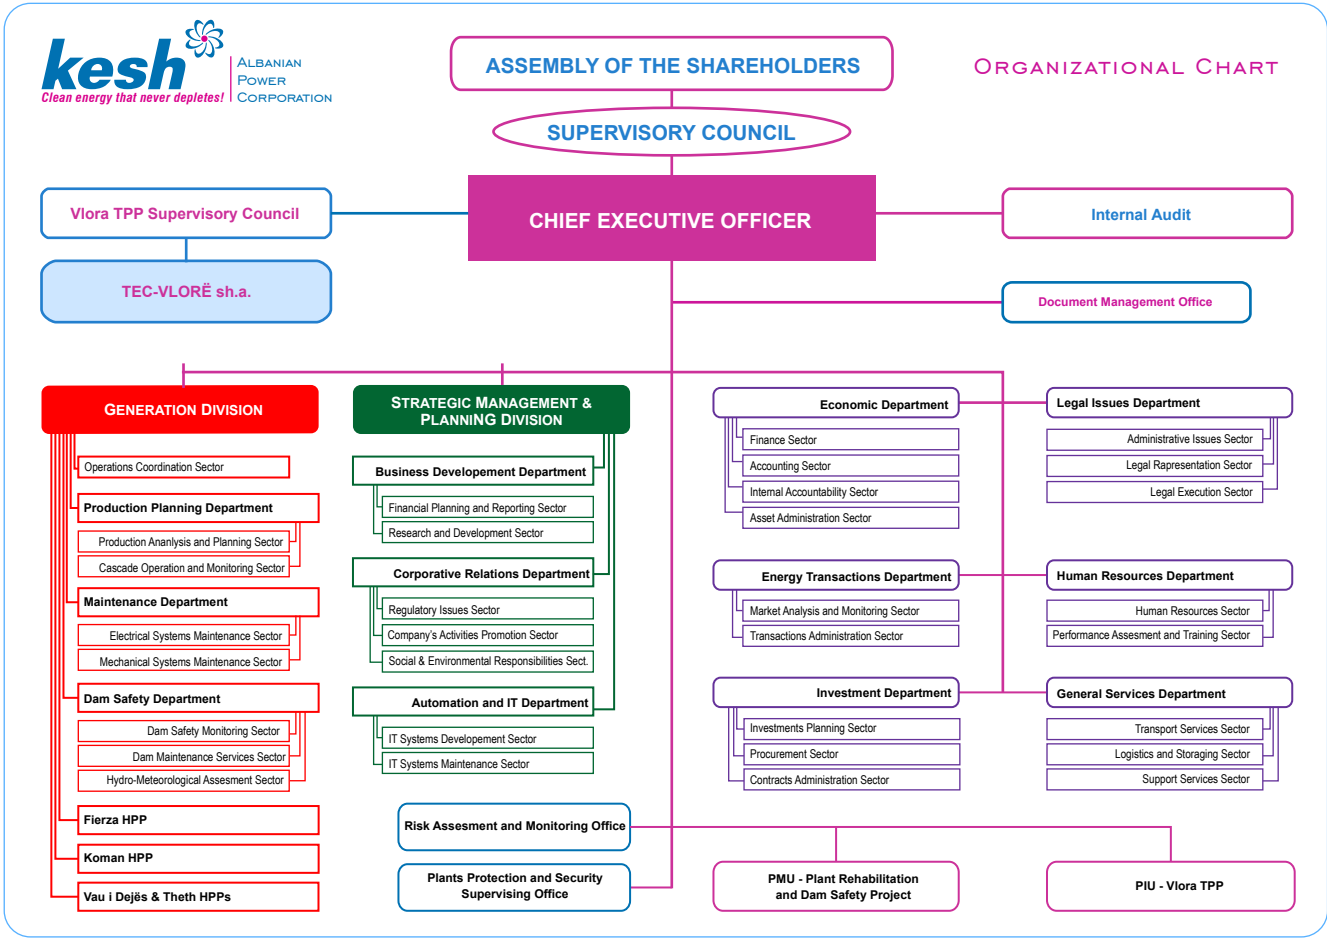 kesh
Clean energy that never depletes!
ALBANIAN
POWER
CORPORATION
ASSEMBLY OF THE SHAREHOLDERS
ORGANIZATIONAL CHART
SUPERVISORY COUNCIL
Vlora TPP Supervisory Council
CHIEF EXECUTIVE OFFICER
Internal Audit
TEC-VLORË sh.a.
Document Management Office
GENERATION DIVISION
Operations Coordination Sector
Production Planning Department
Production Ananlysis and Planning Sector
Cascade Operation and Monitoring Sector
Maintenance Department
Electrical Systems Maintenance Sector
Mechanical Systems Maintenance Sector
Dam Safety Department
Dam Safety Monitoring Sector
Dam Maintenance Services Sector
Hydro-Meteorological Assesment Sector
Fierza HPP
Koman HPP
Vau i Dejës & Theth HPPs
STRATEGIC MANAGEMENT &
PLANNING DIVISION
Business Developement Department
Financial Planning and Reporting Sector
Research and Development Sector
Corporative Relations Department
Regulatory Issues Sector
Company's Activities Promotion Sector
Social & Environmental Responsibilities Sect.
Automation and IT Department
IT Systems Developement Sector
IT Systems Maintenance Sector
Economic Department
Finance Sector
Accounting Sector
Internal Accountability Sector
Asset Administration Sector
Energy Transactions Department
Market Analysis and Monitoring Sector
Transactions Administration Sector
Investment Department
Investments Planning Sector
Procurement Sector
Contracts Administration Sector
Legal Issues Department
Administrative Issues Sector
Legal Rapresentation Sector
Legal Execution Sector
Human Resources Department
Human Resources Sector
Performance Assesment and Training Sector
General Services Department
Transport Services Sector
Logistics and Storaging Sector
Support Services Sector
Risk Assesment and Monitoring Office
Plants Protection and Security
Supervising Office
PMU - Plant Rehabilitation
and Dam Safety Project
PIU - Vlora TPP